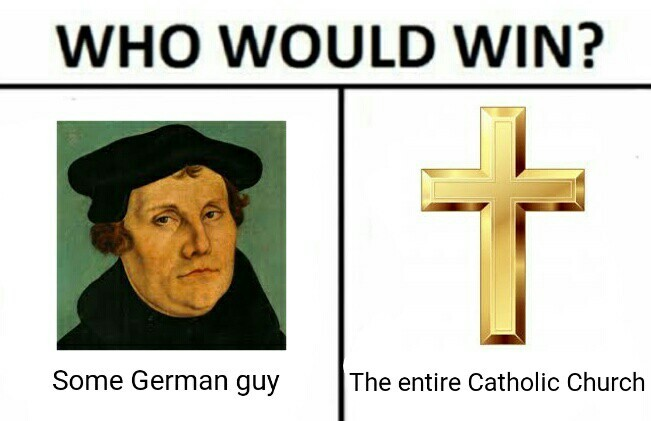 WHO WOULD WIN?
Some German guy
The entire Catholic Church